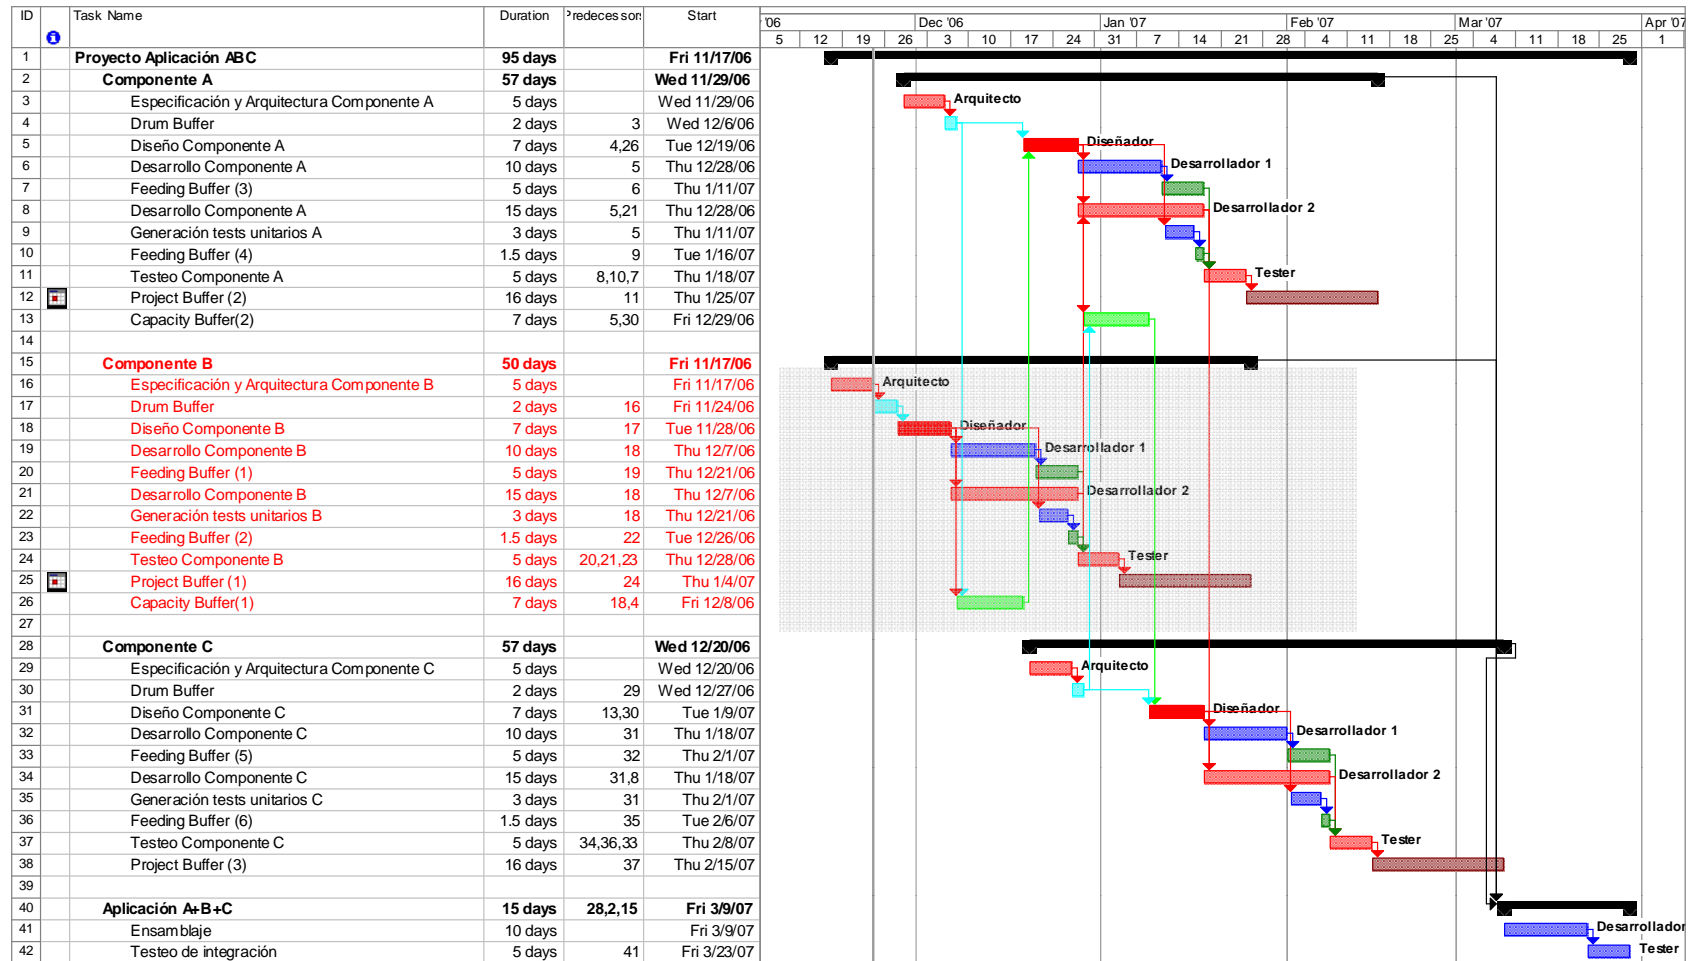 ID Task Name Duration Predecessors Start '06 Dec '06 Jan '07 Feb '07 Mar '07 Apr '07
5 12 19 26 3 10 17 24 31 7 14 21 28 4 11 18 25 4 11 18 25 1
1 Proyecto Aplicación ABC 95 days Fri 11/17/06
2 Componente A 57 days Wed 11/29/06
3 Especificación y Arquitectura Componente A 5 days Wed 11/29/06 Arquitecto
4 Drum Buffer 2 days 3 Wed 12/6/06
5 Diseño Componente A 7 days 4,26 Tue 12/19/06 Diseñador
6 Desarrollo Componente A 10 days 5 Thu 12/28/06 Desarrollador 1
7 Feeding Buffer (3) 5 days 6 Thu 1/11/07
8 Desarrollo Componente A 15 days 5,21 Thu 12/28/06 Desarrollador 2
9 Generación tests unitarios A 3 days 5 Thu 1/11/07
10 Feeding Buffer (4) 1.5 days 9 Tue 1/16/07
11 Testeo Componente A 5 days 8,10,7 Thu 1/18/07 Tester
12 Project Buffer (2) 16 days 11 Thu 1/25/07
13 Capacity Buffer(2) 7 days 5,30 Fri 12/29/06
14
15 Componente B 50 days Fri 11/17/06
16 Especificación y Arquitectura Componente B 5 days Fri 11/17/06 Arquitecto
17 Drum Buffer 2 days 16 Fri 11/24/06
18 Diseño Componente B 7 days 17 Tue 11/28/06 Diseñador
19 Desarrollo Componente B 10 days 18 Thu 12/7/06 Desarrollador 1
20 Feeding Buffer (1) 5 days 19 Thu 12/21/06
21 Desarrollo Componente B 15 days 18 Thu 12/7/06 Desarrollador 2
22 Generación tests unitarios B 3 days 18 Thu 12/21/06
23 Feeding Buffer (2) 1.5 days 22 Tue 12/26/06
24 Testeo Componente B 5 days 20,21,23 Thu 12/28/06 Tester
25 Project Buffer (1) 16 days 24 Thu 1/4/07
26 Capacity Buffer(1) 7 days 18,4 Fri 12/8/06
27
28 Componente C 57 days Wed 12/20/06
29 Especificación y Arquitectura Componente C 5 days Wed 12/20/06 Arquitecto
30 Drum Buffer 2 days 29 Wed 12/27/06
31 Diseño Componente C 7 days 13,30 Tue 1/9/07 Diseñador
32 Desarrollo Componente C 10 days 31 Thu 1/18/07 Desarrollador 1
33 Feeding Buffer (5) 5 days 32 Thu 2/1/07
34 Desarrollo Componente C 15 days 31,8 Thu 1/18/07 Desarrollador 2
35 Generación tests unitarios C 3 days 31 Thu 2/1/07
36 Feeding Buffer (6) 1.5 days 35 Tue 2/6/07
37 Testeo Componente C 5 days 34,36,33 Thu 2/8/07 Tester
38 Project Buffer (3) 16 days 37 Thu 2/15/07
39
40 Aplicación A+B+C 15 days 28,2,15 Fri 3/9/07
41 Ensamblaje 10 days Fri 3/9/07 Desarrollador
42 Testeo de integración 5 days 41 Fri 3/23/07 Tester